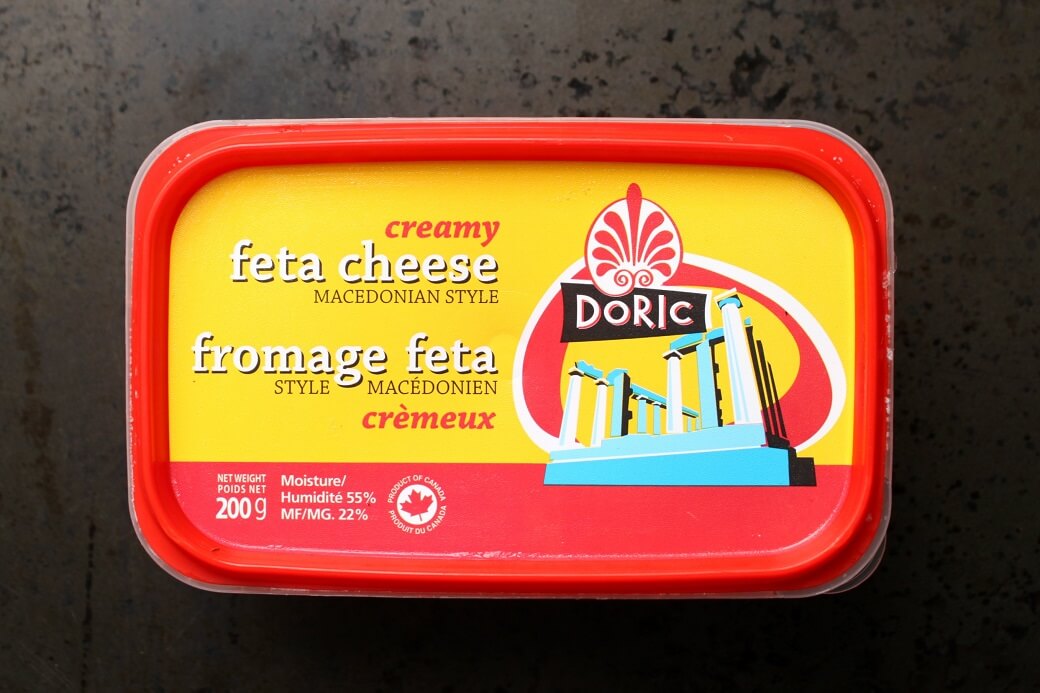 creamy
feta cheese
MACEDONIAN STYLE
fromage feta
STYLE MACÉDONIEN
crèmeux
DORIC
NET WEIGHT
POIDS NET
200g
Moisture/
Humidité 55%
MF/MG. 22%
PRODUCT OF CANADA
PRODUIT DU CANADA